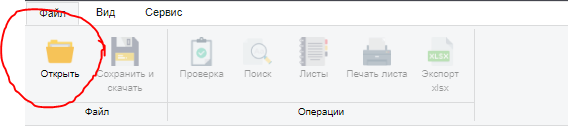 Файл Вид Сервис
XLSX
Открыть Сохранить и скачать Проверка Поиск Листы Печать листа Экспорт xlsx
Файл Операции